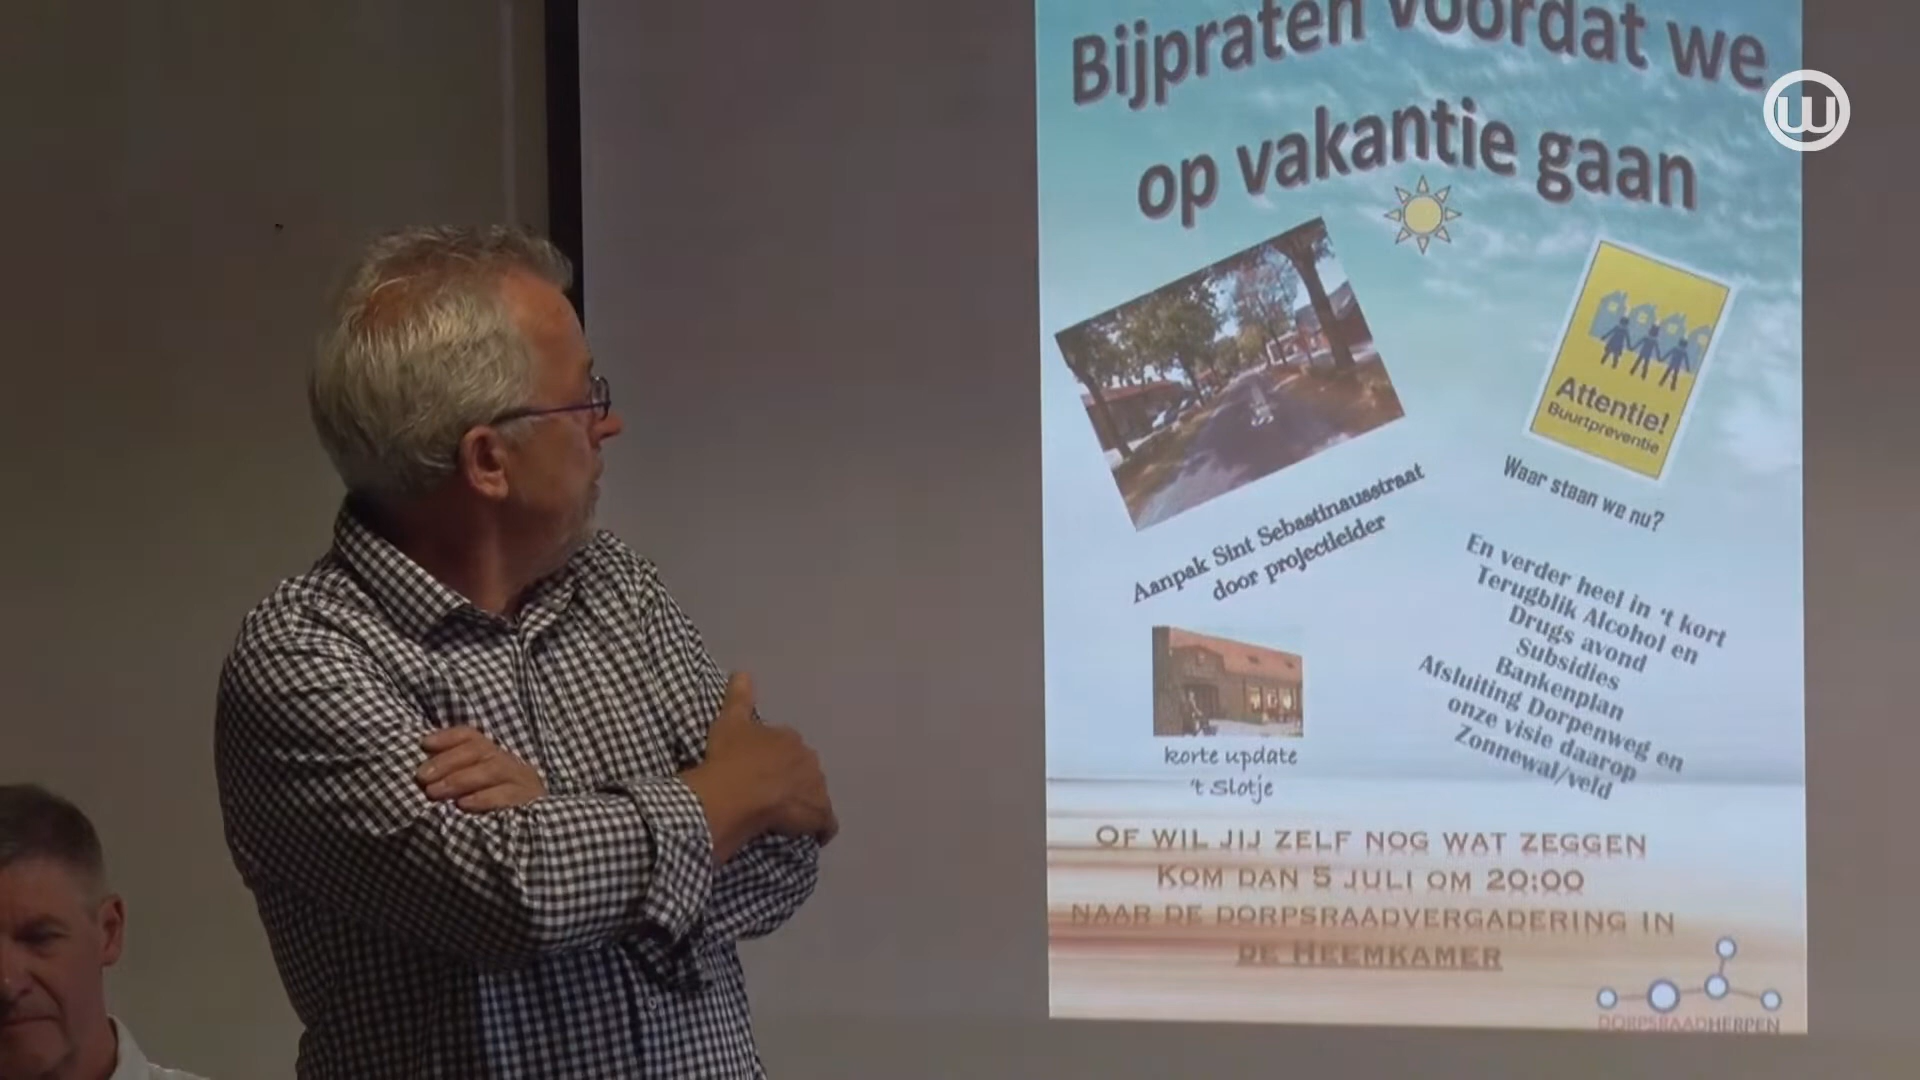 Bijpraten voordat we
op vakantie gaan
Attentie!
Buurtpreventie
Waar staan we nu?
Aanpak Sint Sebastinausstraat
door projectleider
En verder heel in 't kort
Terugblik Alcohol en
Drugs avond
Subsidies
Bankenplan
Afsluiting Dorpenweg en
onze visie daarop
Zonnewal/veld
korte update
't Slotje
OF WIL JIJ ZELF NOG WAT ZEGGEN
KOM DAN 5 JULI OM 20:00
NAAR DE DORPSRAADVERGADERING IN
DE HEEMKAMER
DORPSRAADHERPEN
W